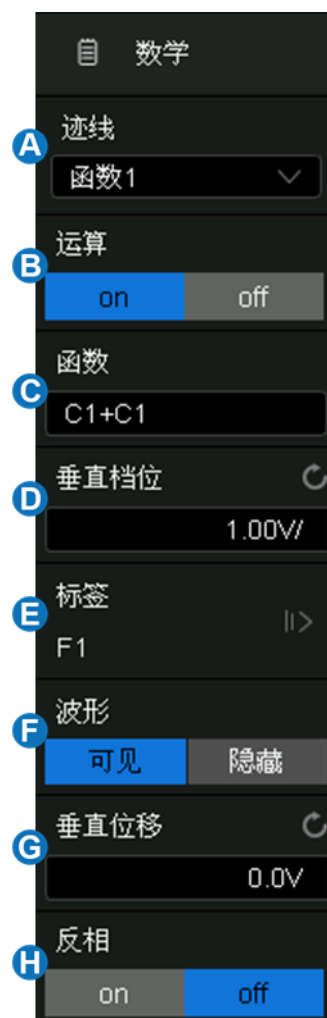 数学
A 迹线
函数1
B 运算
on off
C 函数
C1+C1
D 垂直档位
1.00V/
E 标签
F1
F 波形
可见 隐藏
G 垂直位移
0.0V
H 反相
on off